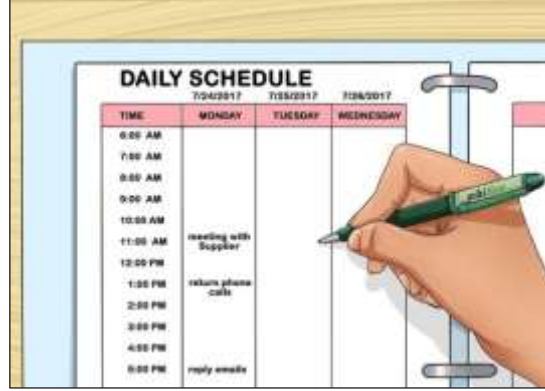 DAILY SCHEDULE
7/24/2017 7/25/2017 7/26/2017
TIME MONDAY TUESDAY WEDNESDAY
6:00 AM
7:00 AM
8:00 AM
9:00 AM
10:00 AM
meeting with
11:00 AM Supplier
12:00 PM
1:00 PM return phone
calls
2:00 PM
3:00 PM
4:00 PM
5:00 PM reply emails
wikiHow